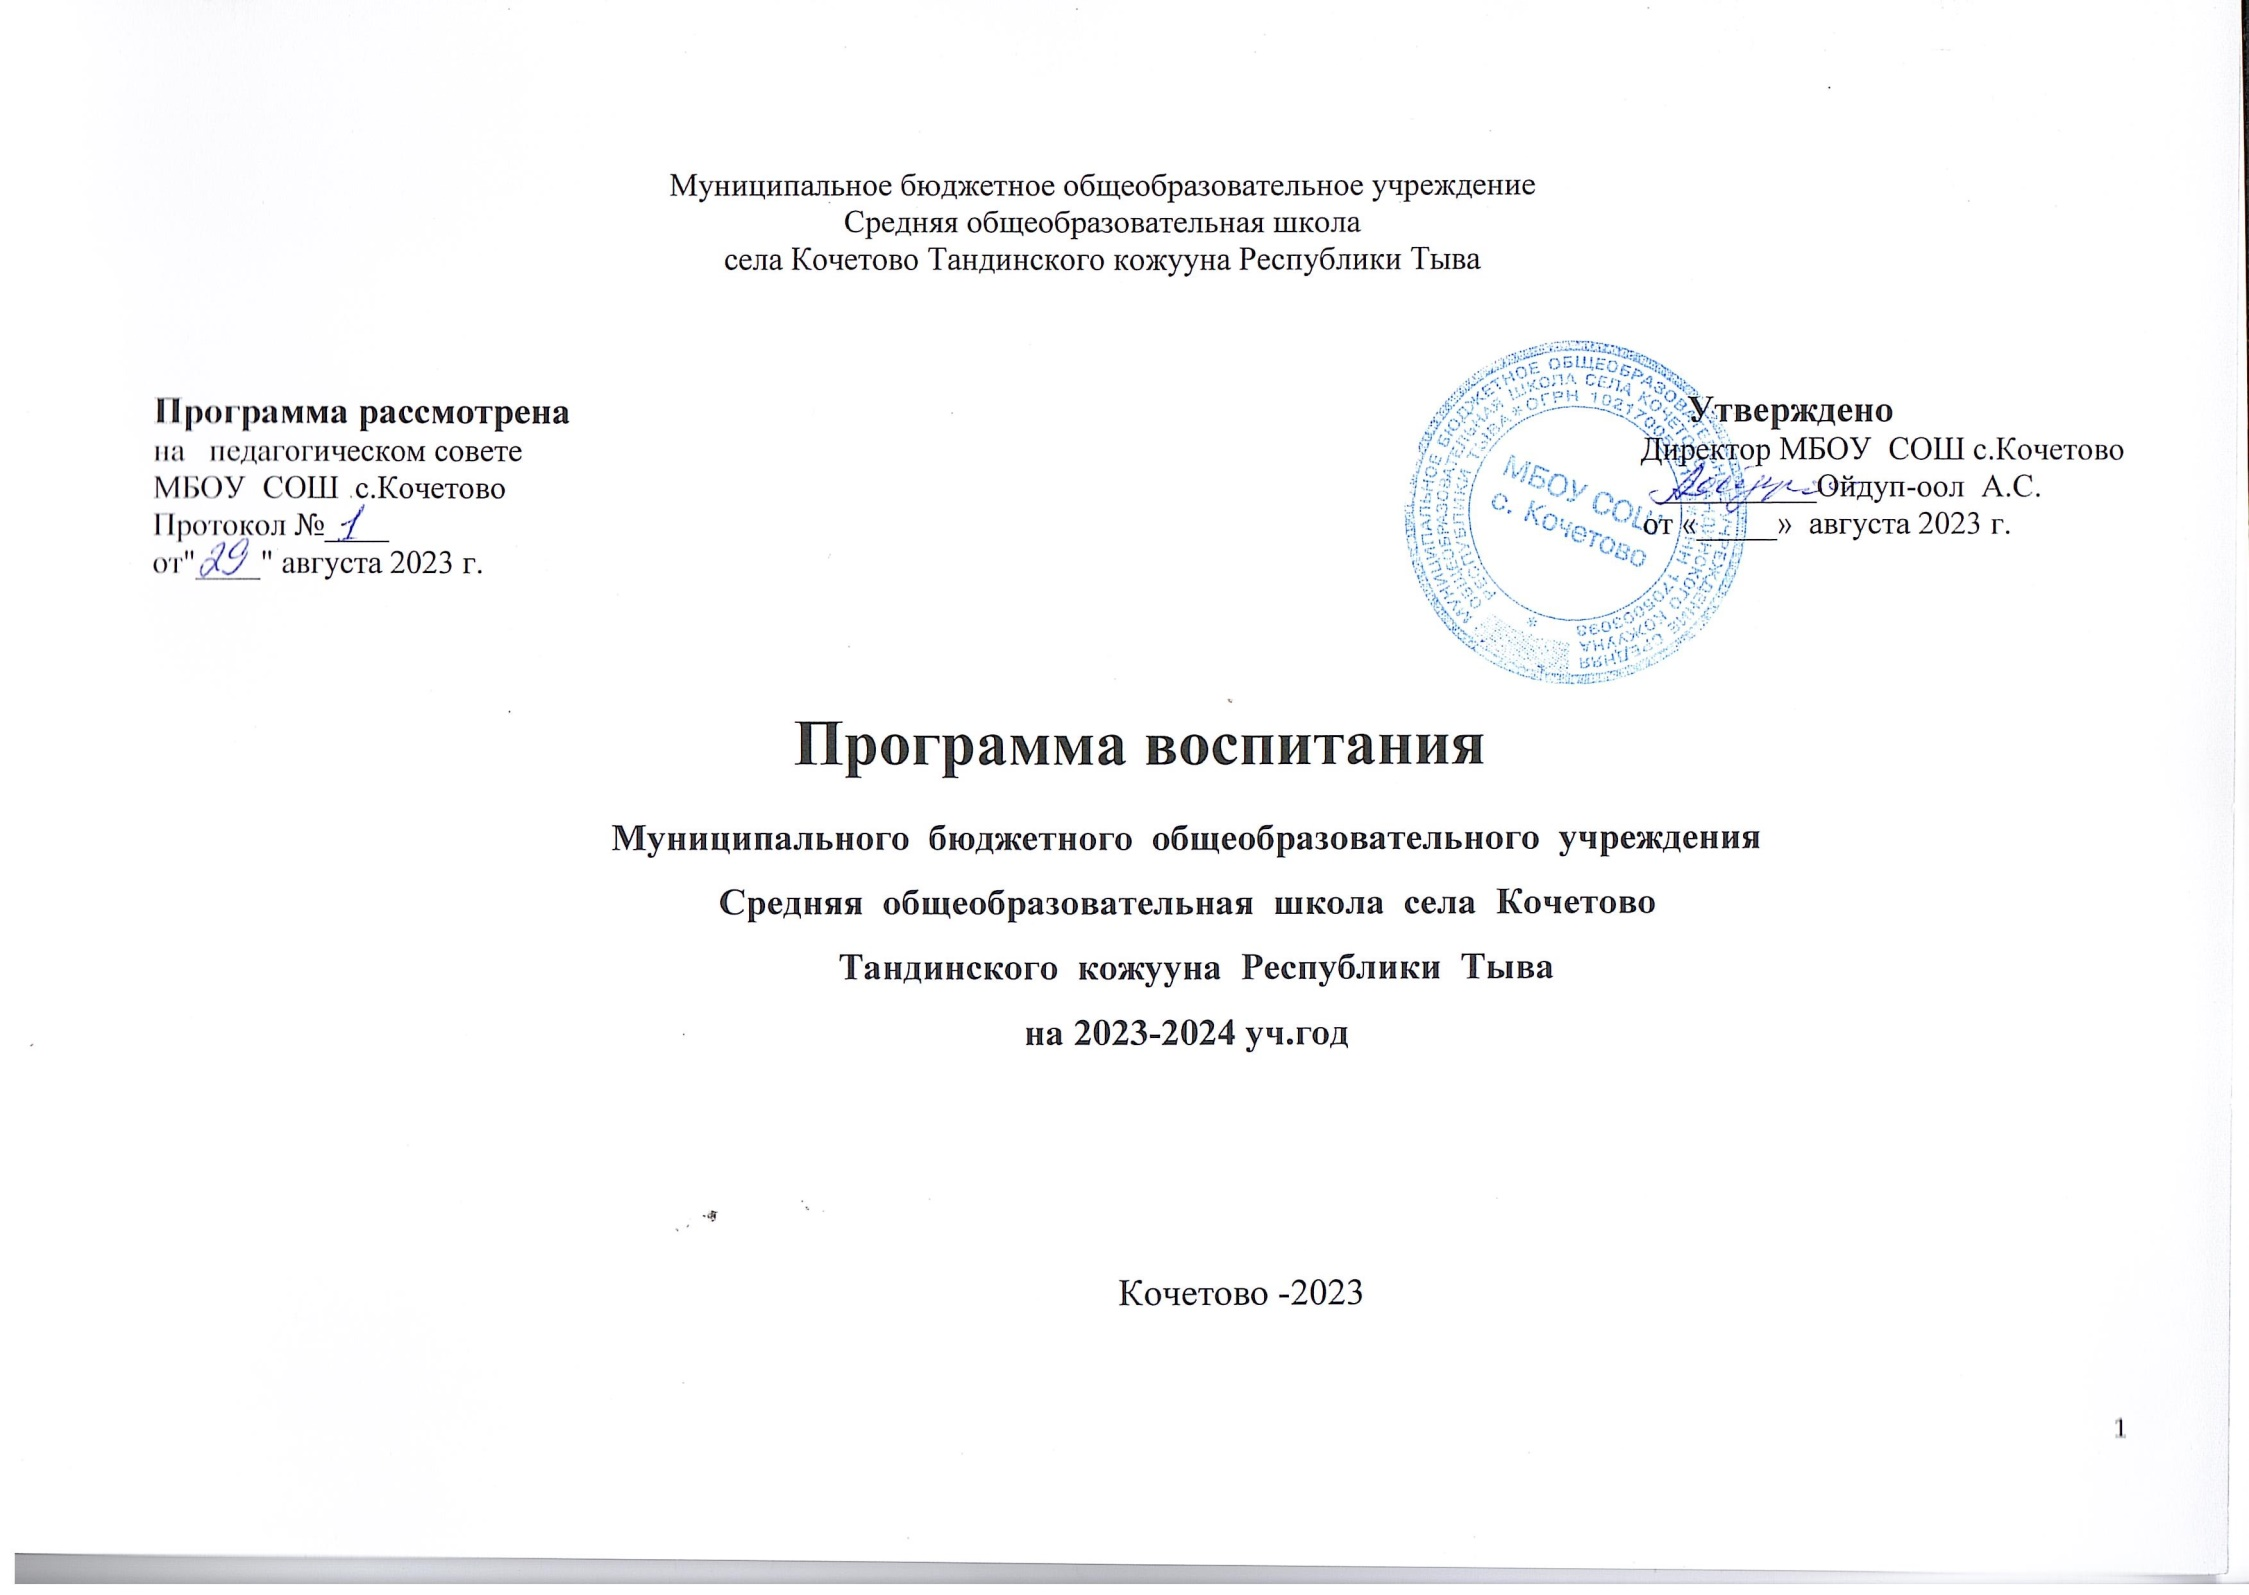 Муниципальное бюджетное общеобразовательное учреждение
Средняя общеобразовательная школа
села Кочетово Тандинского кожууна Республики Тыва
Программа рассмотрена
на педагогическом совете
МБОУ СОШ с.Кочетово
Протокол № 1
от"29" августа 2023 г.
Утверждено
Директор МБОУ СОШ с.Кочетово
Ойдуп-оол А.С.
от «_____» августа 2023 г.
МБОУ СОШ
с. Кочетово
Программа воспитания
Муниципального бюджетного общеобразовательного учреждения
Средняя общеобразовательная школа села Кочетово
Тандинского кожууна Республики Тыва
на 2023-2024 уч.год
Кочетово -2023
1